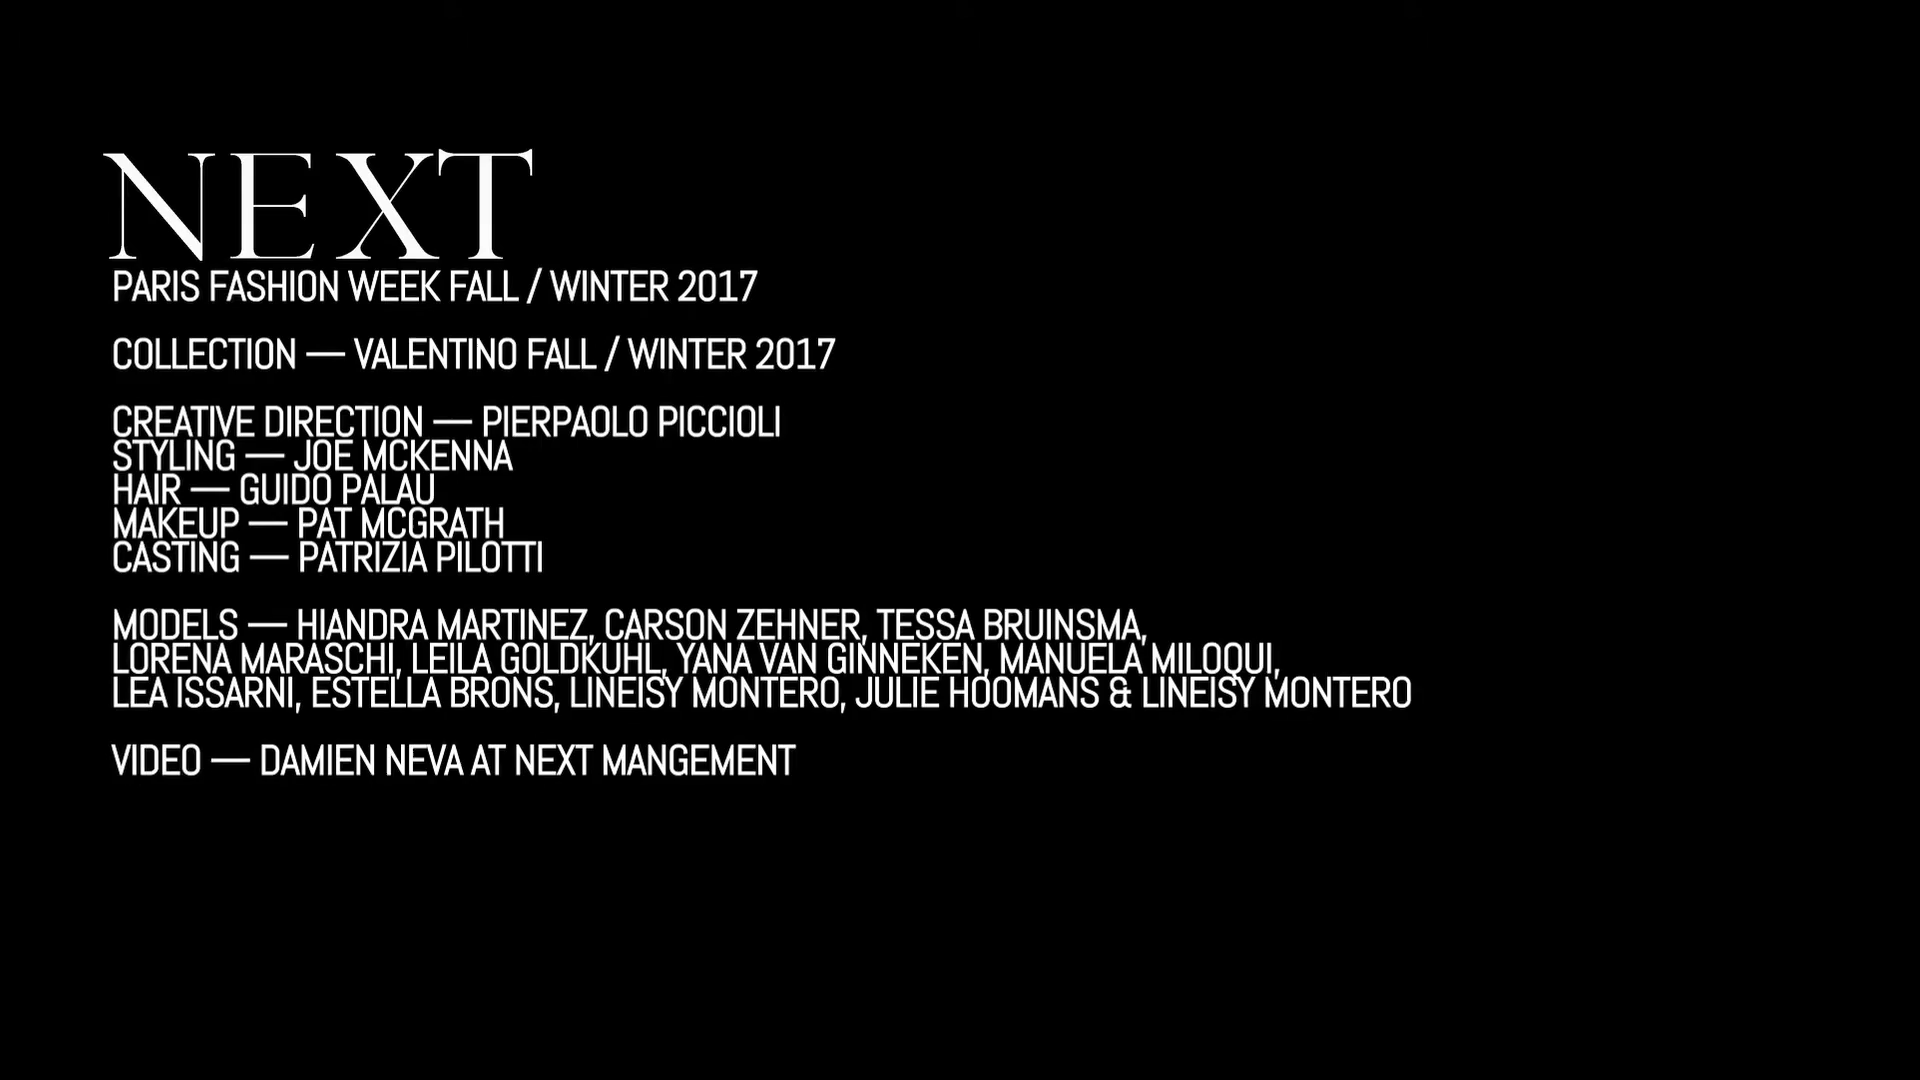 NEXT
PARIS FASHION WEEK FALL / WINTER 2017
COLLECTION — VALENTINO FALL / WINTER 2017
CREATIVE DIRECTION — PIERPAOLO PICCIOLI
STYLING — JOE MCKENNA
HAIR — GUIDO PALAU
MAKEUP — PAT MCGRATH
CASTING — PATRIZIA PILOTTI
MODELS — HIANDRA MARTINEZ, CARSON ZEHNER, TESSA BRUINSMA,
LORENA MARASCHI, LEILA GOLDKUHL, YANA VAN GINNEKEN, MANUELA MILOQUI,
LEA ISSARNI, ESTELLA BRONS, LINEISY MONTERO, JULIE HOOMANS & LINEISY MONTERO
VIDEO — DAMIEN NEVA AT NEXT MANGEMENT